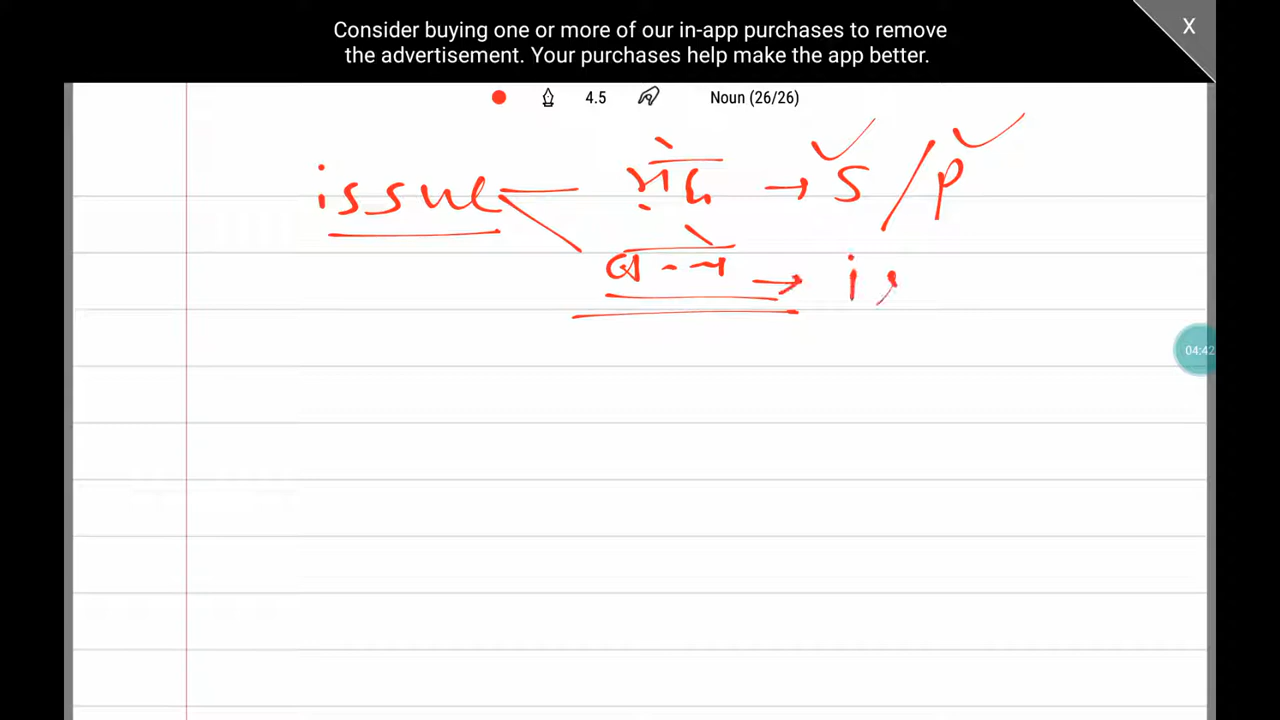 Consider buying one or more of our in-app purchases to remove
the advertisement. Your purchases help make the app better.
X
4.5 Noun (26/26)
issue → S / P
→ i
04:42